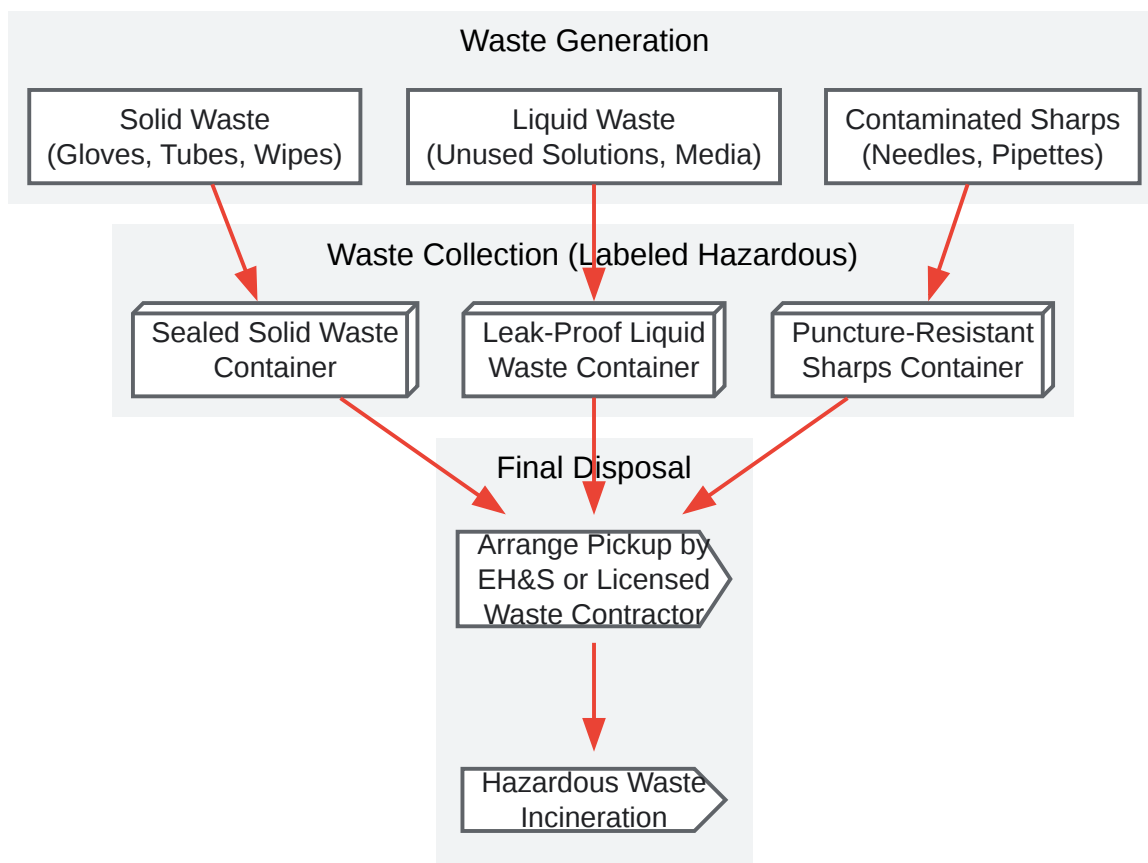 Waste Generation
Solid Waste
(Gloves, Tubes, Wipes)
Liquid Waste
(Unused Solutions, Media)
Contaminated Sharps
(Needles, Pipettes)
Waste Collection (Labeled Hazardous)
Sealed Solid Waste
Container
Leak-Proof Liquid
Waste Container
Puncture-Resistant
Sharps Container
Final Disposal
Arrange Pickup by
EH&S or Licensed
Waste Contractor
Hazardous Waste
Incineration